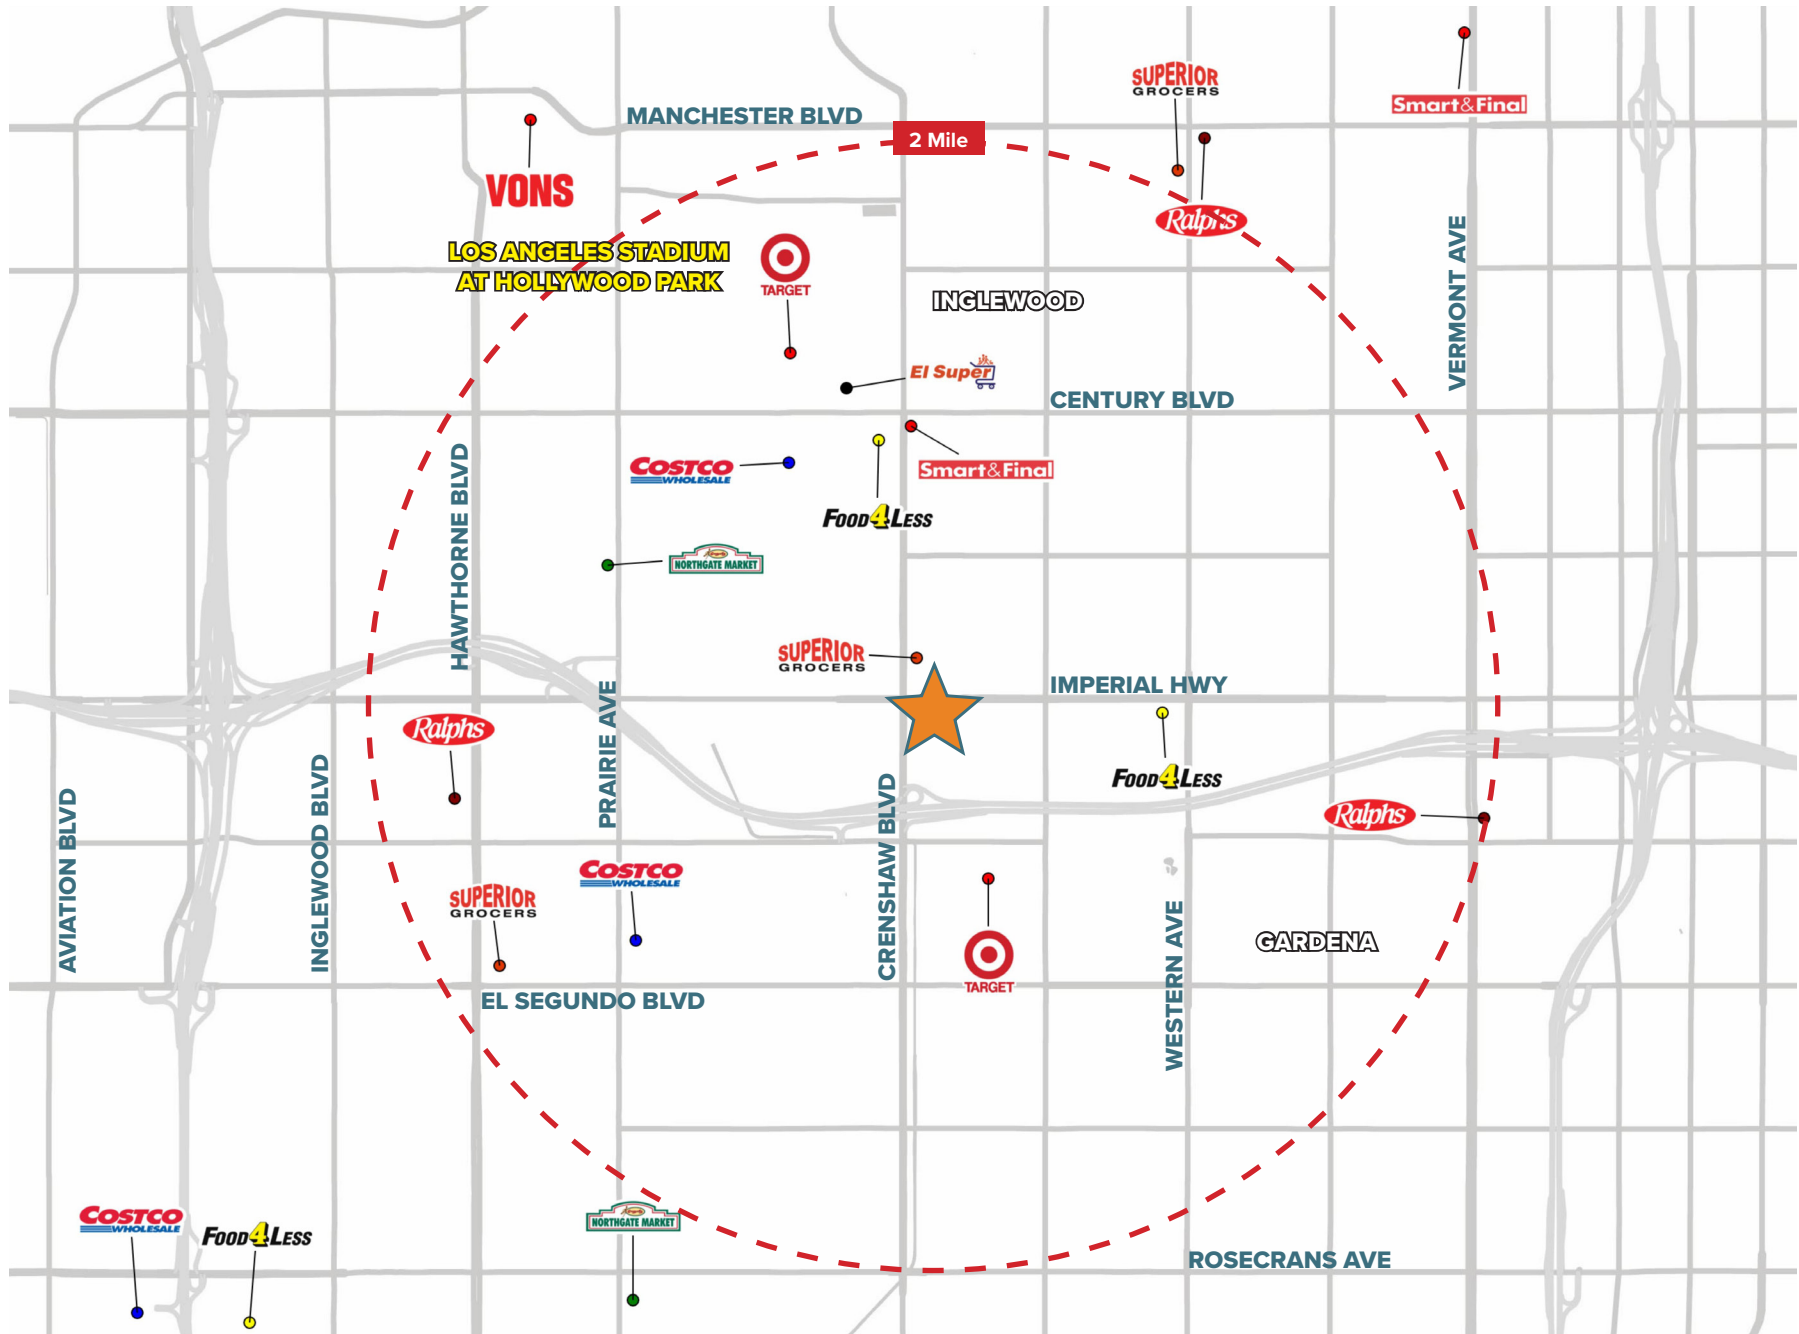 SUPERIOR
GROCERS
Smart&Final
MANCHESTER BLVD
2 Mile
VONS
Ralphs
LOS ANGELES STADIUM
AT HOLLYWOOD PARK
TARGET
INGLEWOOD
VERMONT AVE
El Super
CENTURY BLVD
COSTCO
WHOLESALE
Smart&Final
FOOD4LESS
HAWTHORNE BLVD
NORTHGATE MARKET
SUPERIOR
GROCERS
IMPERIAL HWY
Ralphs
PRAIRIE AVE
FOOD4LESS
Ralphs
AVIATION BLVD
INGLEWOOD BLVD
CRENSHAW BLVD
COSTCO
WHOLESALE
SUPERIOR
GROCERS
TARGET
WESTERN AVE
GARDENA
EL SEGUNDO BLVD
COSTCO
WHOLESALE
FOOD4LESS
NORTHGATE MARKET
ROSECRANS AVE